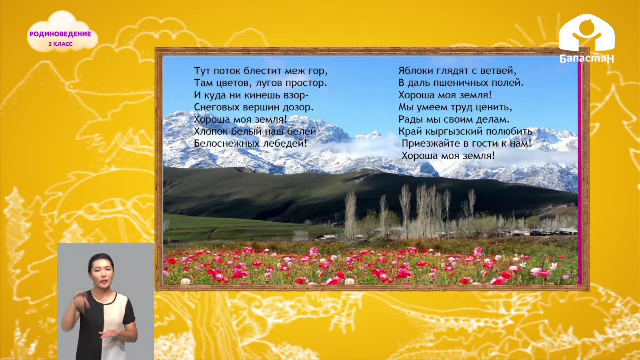 РОДИНОВЕДЕНИЕ
2 КЛАСС
Баластан
Тут поток блестит меж гор,
Там цветов, лугов простор.
И куда ни кинешь взор-
Снеговых вершин дозор.
Хороша моя земля!
Хлопок белый наш белей
Белоснежных лебедей!
Яблоки глядят с ветвей,
В даль пшеничных полей.
Хороша моя земля!
Мы умеем труд ценить,
Рады мы своим делам.
Край кыргызский полюбить
Приезжайте в гости к нам!
Хороша моя земля!